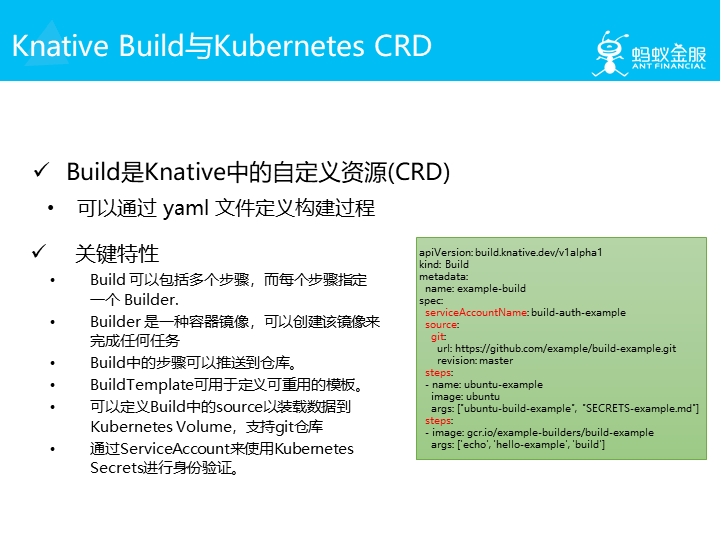 Knative Build与Kubernetes CRD
蚂蚁金服
ANT FINANCIAL
✓ Build是Knative中的自定义资源(CRD)
• 可以通过 yaml 文件定义构建过程
✓ 关键特性
• Build 可以包括多个步骤，而每个步骤指定
一个 Builder.
• Builder 是一种容器镜像，可以创建该镜像来
完成任何任务
• Build中的步骤可以推送到仓库。
• BuildTemplate可用于定义可重用的模板。
• 可以定义Build中的source以装载数据到
Kubernetes Volume，支持git仓库
• 通过ServiceAccount来使用Kubernetes
Secrets进行身份验证。
apiVersion: build.knative.dev/v1alpha1
kind: Build
metadata:
  name: example-build
spec:
  serviceAccountName: build-auth-example
  source:
    git:
      url: https://github.com/example/build-example.git
      revision: master
  steps:
  - name: ubuntu-example
    image: ubuntu
    args: ["ubuntu-build-example", "SECRETS-example.md"]
  steps:
  - image: gcr.io/example-builders/build-example
    args: ['echo', 'hello-example', 'build']